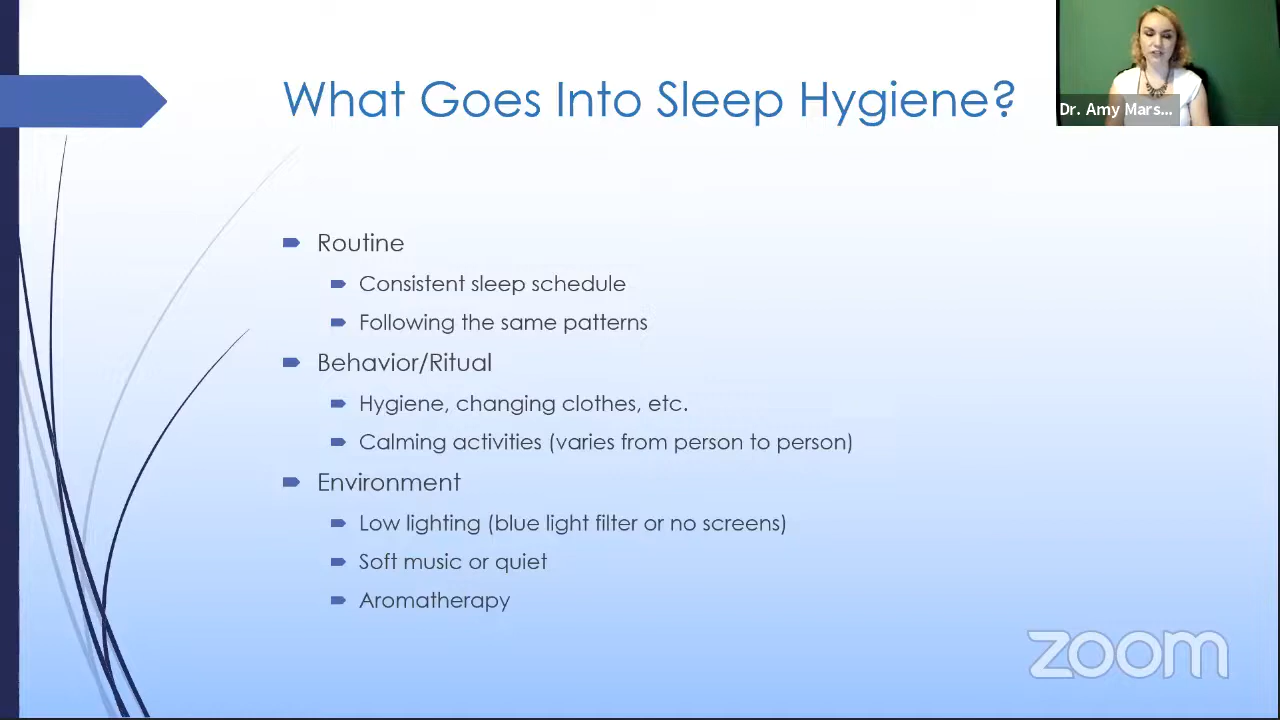 What Goes Into Sleep Hygiene?
Dr. Amy Mars...
Routine
Consistent sleep schedule
Following the same patterns
Behavior/Ritual
Hygiene, changing clothes, etc.
Calming activities (varies from person to person)
Environment
Low lighting (blue light filter or no screens)
Soft music or quiet
Aromatherapy
zoom